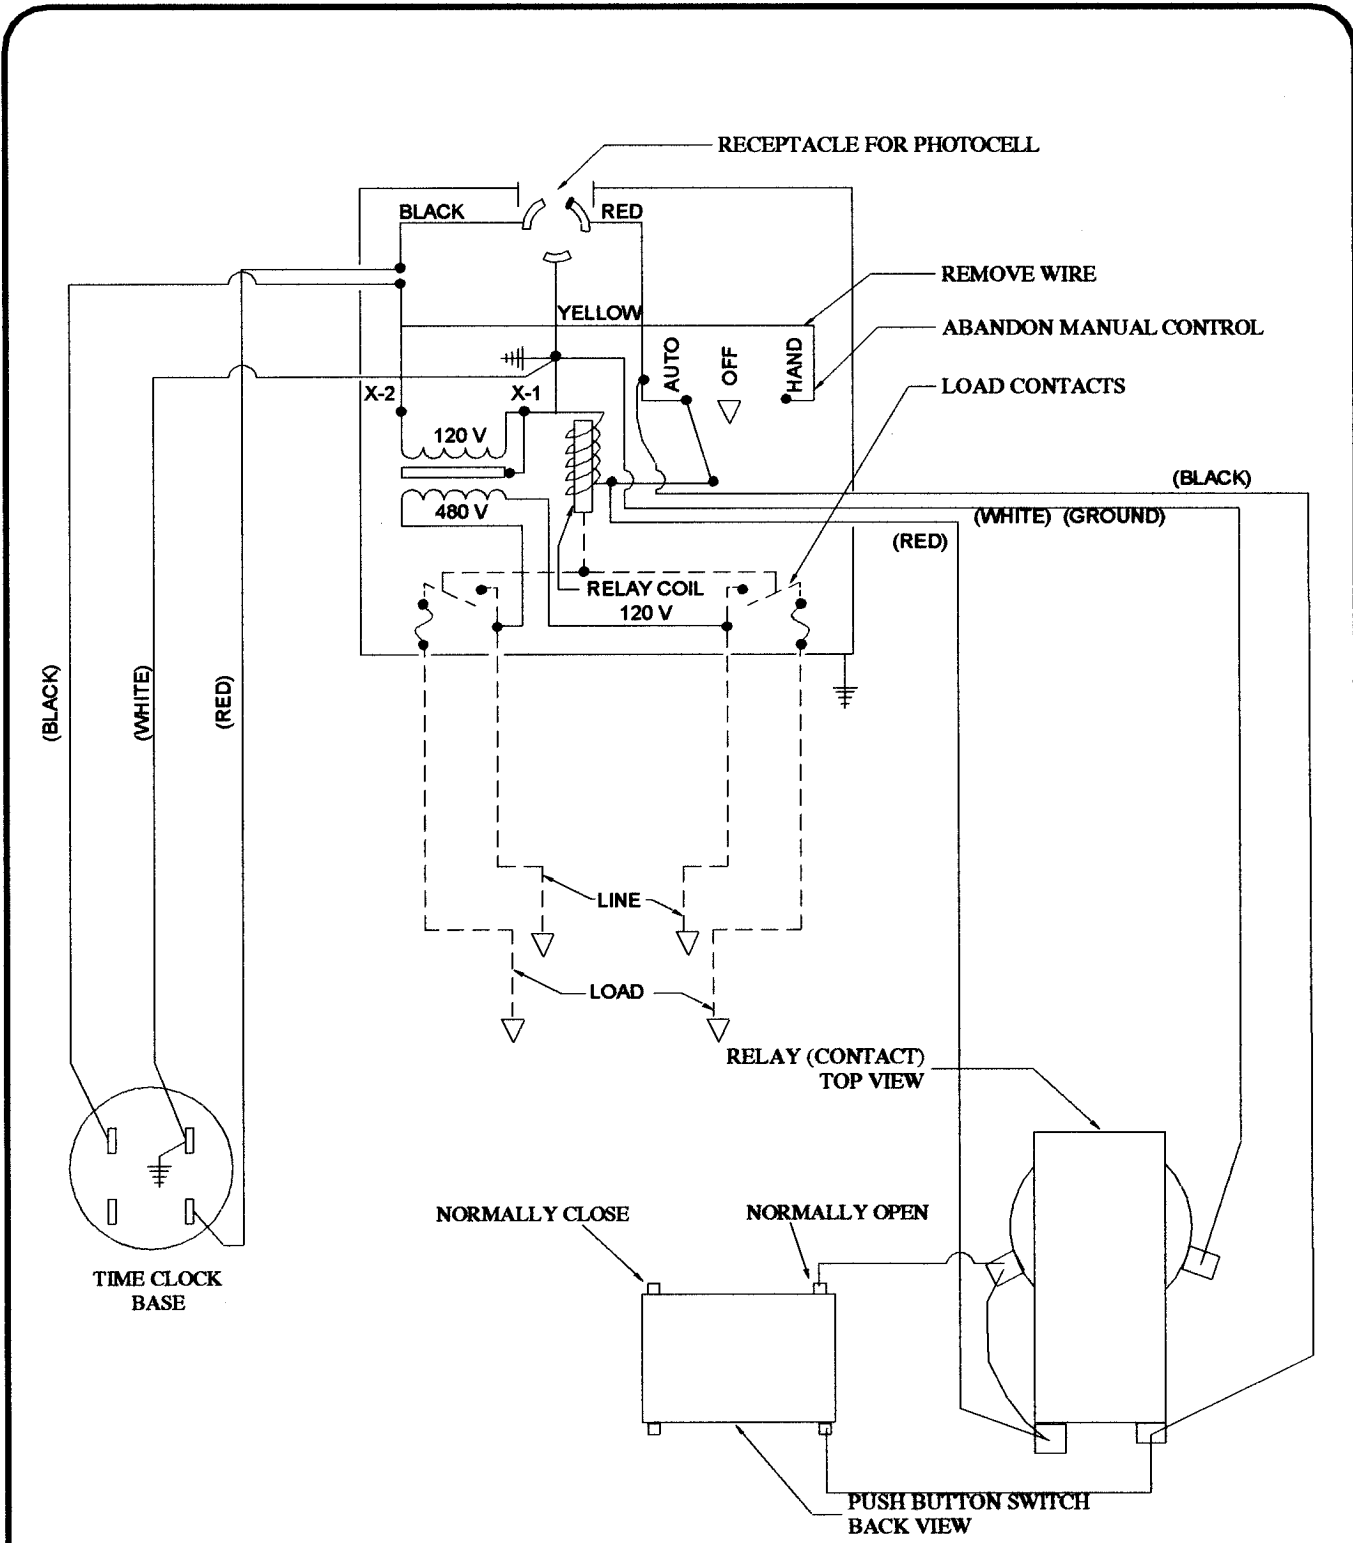 RECEPTACLE FOR PHOTOCELL
BLACK
RED
REMOVE WIRE
YELLOW
ABANDON MANUAL CONTROL
AUTO
OFF
HAND
LOAD CONTACTS
X-2
X-1
120 V
480 V
(BLACK)
(WHITE) (GROUND)
(RED)
RELAY COIL
120 V
(BLACK)
(WHITE)
(RED)
LINE
LOAD
RELAY (CONTACT)
TOP VIEW
NORMALLY CLOSE
NORMALLY OPEN
TIME CLOCK
BASE
PUSH BUTTON SWITCH
BACK VIEW